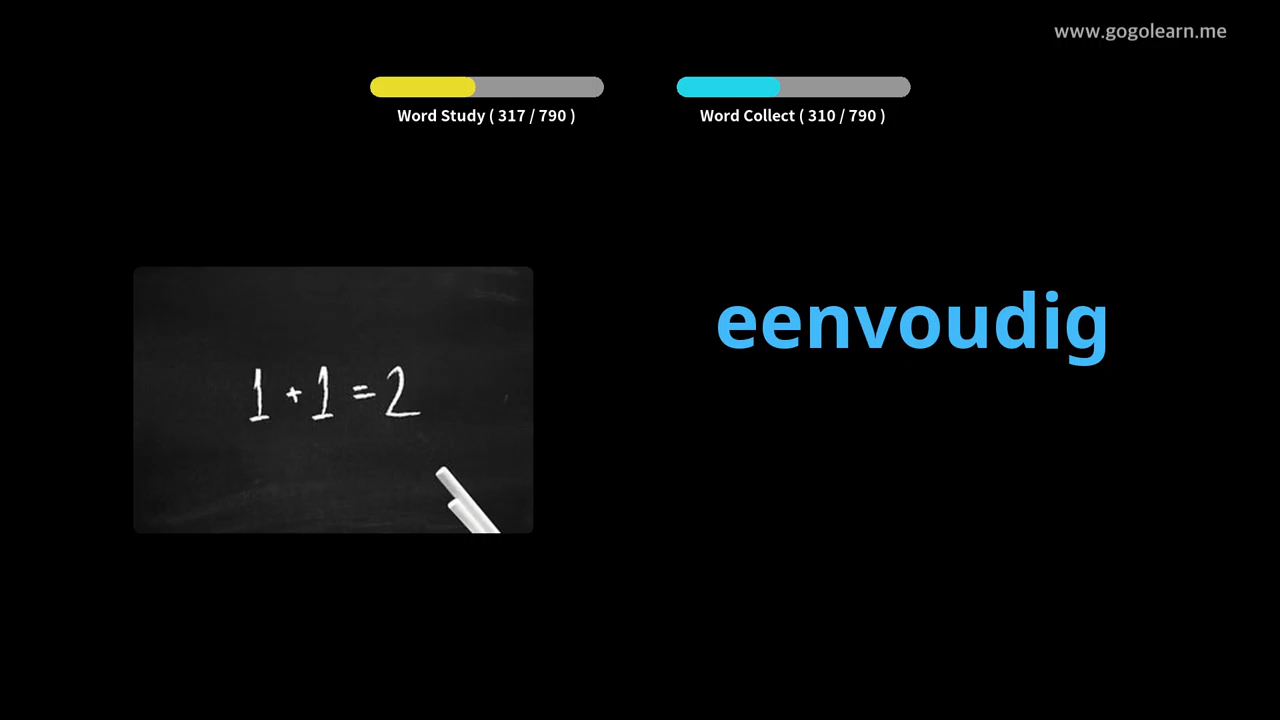 www.gogolearn.me
Word Study ( 317 / 790 )
Word Collect ( 310 / 790 )
eenvoudig
1 + 1 = 2